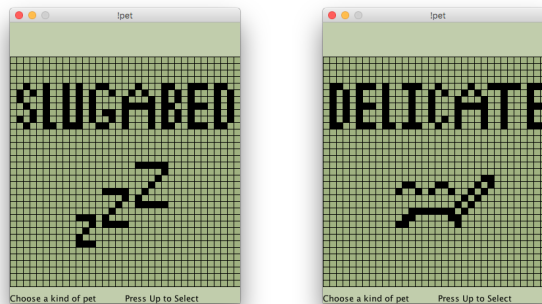 !pet
SLUGABED
Choose a kind of pet Press Up to Select
!pet
DELICATE
Choose a kind of pet Press Up to Select